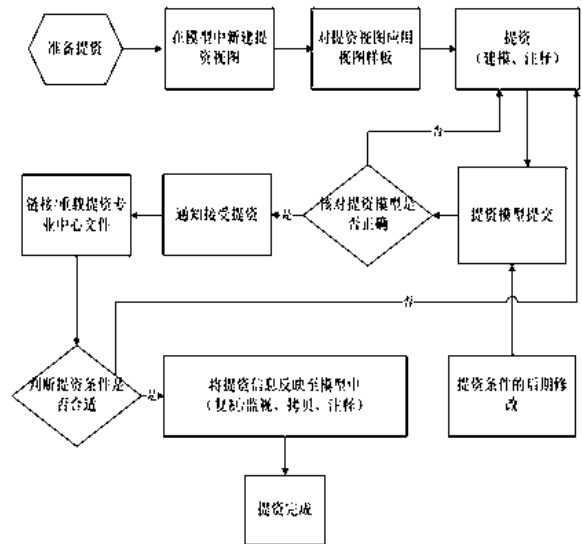 准备提资
在模型中新建提
资视图
对提资视图应用
视图样板
提资
（建模、注释）
否
链接/重载提资专
业中心文件
通知接受提资
是
核对提资模型是
否正确
提资模型提交
否
判断提资条件是
否合适
是
将提资信息反映至模型中
（复制/监视、拷贝、注释）
提资条件的后期修
改
提资完成